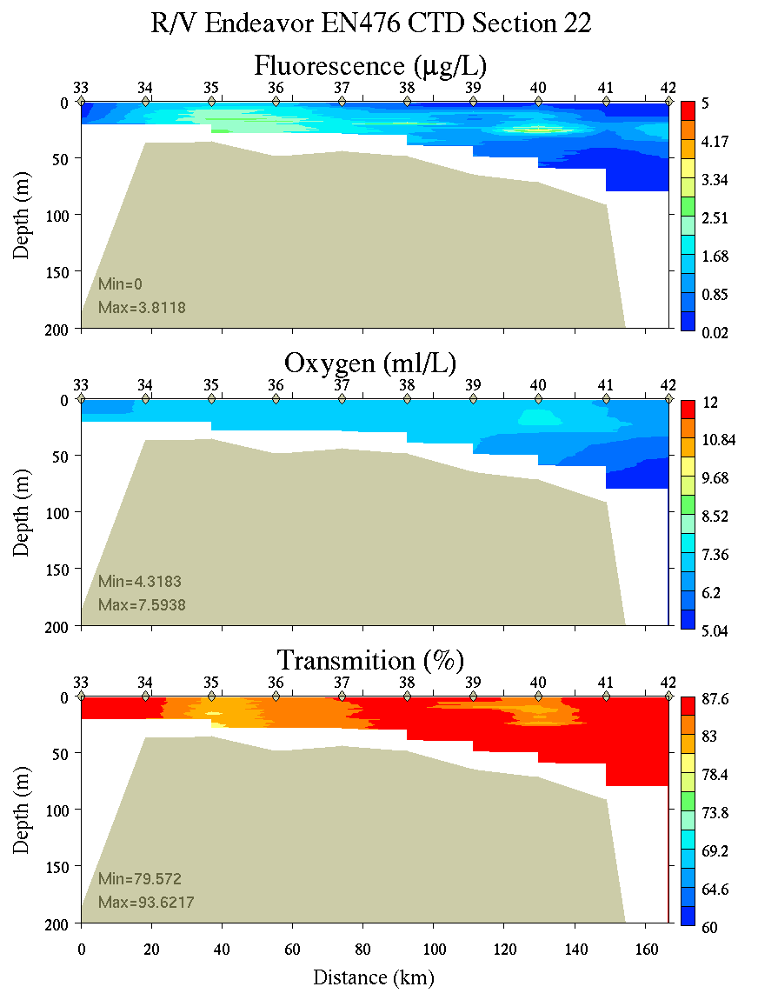 R/V Endeavor EN476 CTD Section 22
Fluorescence (µg/L)
33 34 35 36 37 38 39 40 41 42
0
50
100
150
200
Depth (m)
Min=0
Max=3.8118
5
4.17
3.34
2.51
1.68
0.85
0.02
Oxygen (ml/L)
33 34 35 36 37 38 39 40 41 42
0
50
100
150
200
Depth (m)
Min=4.3183
Max=7.5938
12
10.84
9.68
8.52
7.36
6.2
5.04
Transmition (%)
33 34 35 36 37 38 39 40 41 42
0
50
100
150
200
Depth (m)
Min=79.572
Max=93.6217
87.6
83
78.4
73.8
69.2
64.6
60
0 20 40 60 80 100 120 140 160
Distance (km)